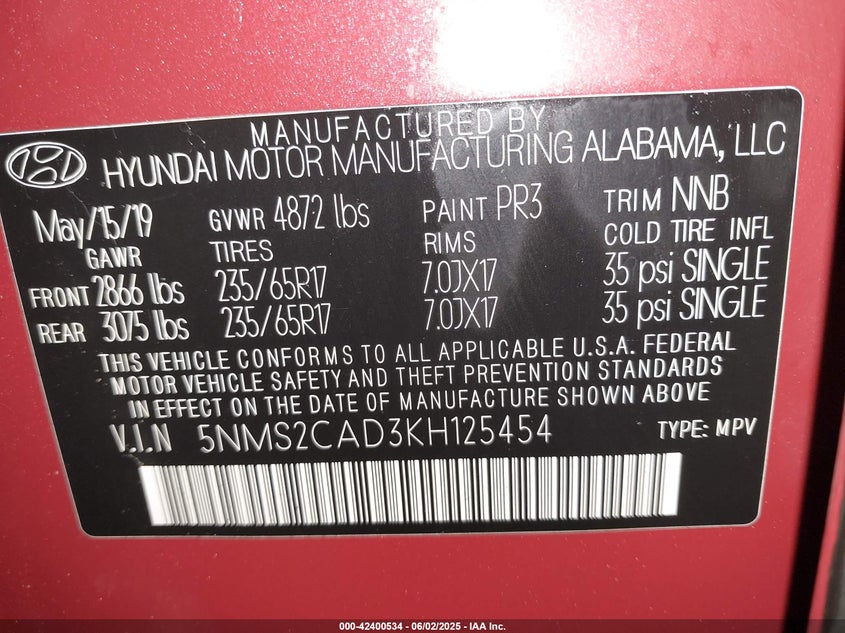 MANUFACTURED BY
HYUNDAI MOTOR MANUFACTURING ALABAMA, LLC
May/15/19 GVWR 4872 lbs PAINT PR3 TRIM NNB
GAWR TIRES RIMS COLD TIRE INFL
FRONT 2866 lbs 235/65R17 7.0JX17 35 psi SINGLE
REAR 3075 lbs 235/65R17 7.0JX17 35 psi SINGLE
THIS VEHICLE CONFORMS TO ALL APPLICABLE U.S.A. FEDERAL
MOTOR VEHICLE SAFETY AND THEFT PREVENTION STANDARDS
IN EFFECT ON THE DATE OF MANUFACTURE SHOWN ABOVE
V.I.N 5NMS2CAD3KH125454 TYPE: MPV
000-42400534 - 06/02/2025 - IAA Inc.